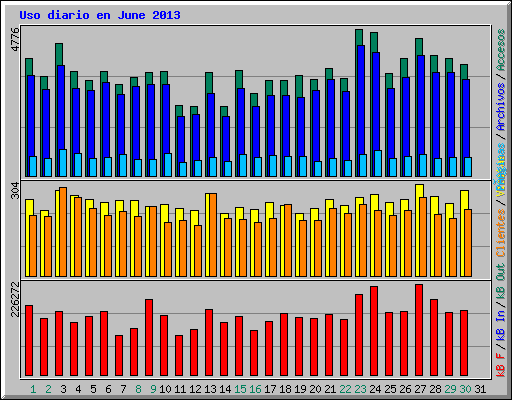 Uso diario en June 2013
4776
304
226272
kB F / kB In / kB Out Clientes / Páginas / Archivos / Accesos
1 2 3 4 5 6 7 8 9 10 11 12 13 14 15 16 17 18 19 20 21 22 23 24 25 26 27 28 29 30 31